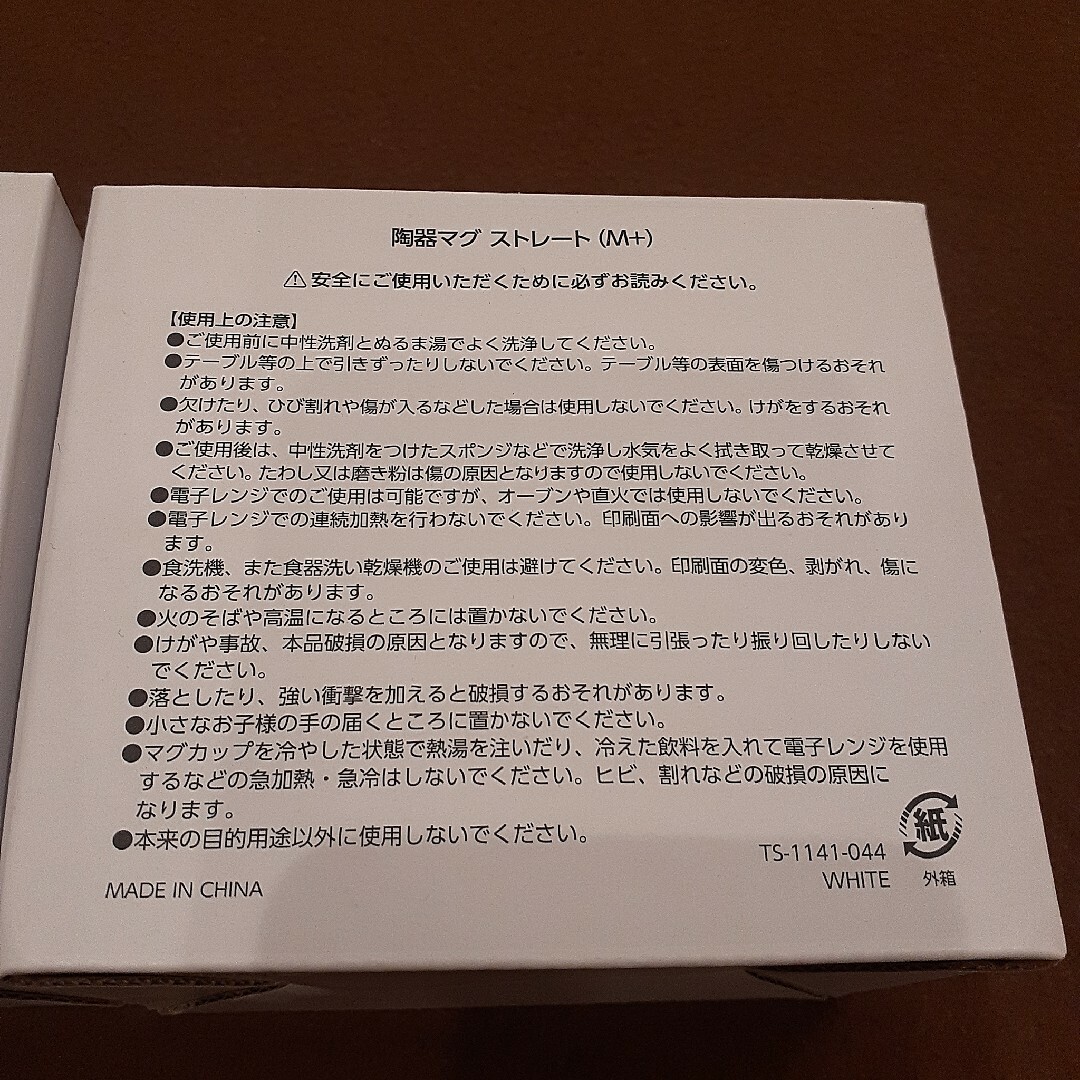 陶器マグ ストレート（M+）
⚠安全にご使用いただくために必ずお読みください。
【使用上の注意】
●ご使用前に中性洗剤とぬるま湯でよく洗浄してください。
●テーブル等の上で引きずったりしないでください。テーブル等の表面を傷つけるおそれ
があります。
●欠けたり、ひび割れや傷が入るなどした場合は使用しないでください。けがをするおそれ
があります。
●ご使用後は、中性洗剤をつけたスポンジなどで洗浄し水気をよく拭き取って乾燥させて
ください。たわし又は磨き粉は傷の原因となりますので使用しないでください。
●電子レンジでのご使用は可能ですが、オーブンや直火では使用しないでください。
●電子レンジでの連続加熱を行わないでください。印刷面への影響が出るおそれがあり
ます。
●食洗機、また食器洗い乾燥機のご使用は避けてください。印刷面の変色、剥がれ、傷に
なるおそれがあります。
●火のそばや高温になるところには置かないでください。
●けがや事故、本品破損の原因となりますので、無理に引張ったり振り回したりしない
でください。
●落としたり、強い衝撃を加えると破損するおそれがあります。
●小さなお子様の手の届くところに置かないでください。
●マグカップを冷やした状態で熱湯を注いだり、冷えた飲料を入れて電子レンジを使用
するなどの急加熱・急冷はしないでください。ヒビ、割れなどの破損の原因に
なります。
●本来の目的用途以外に使用しないでください。
TS-1141-044
WHITE
紙
外箱
MADE IN CHINA